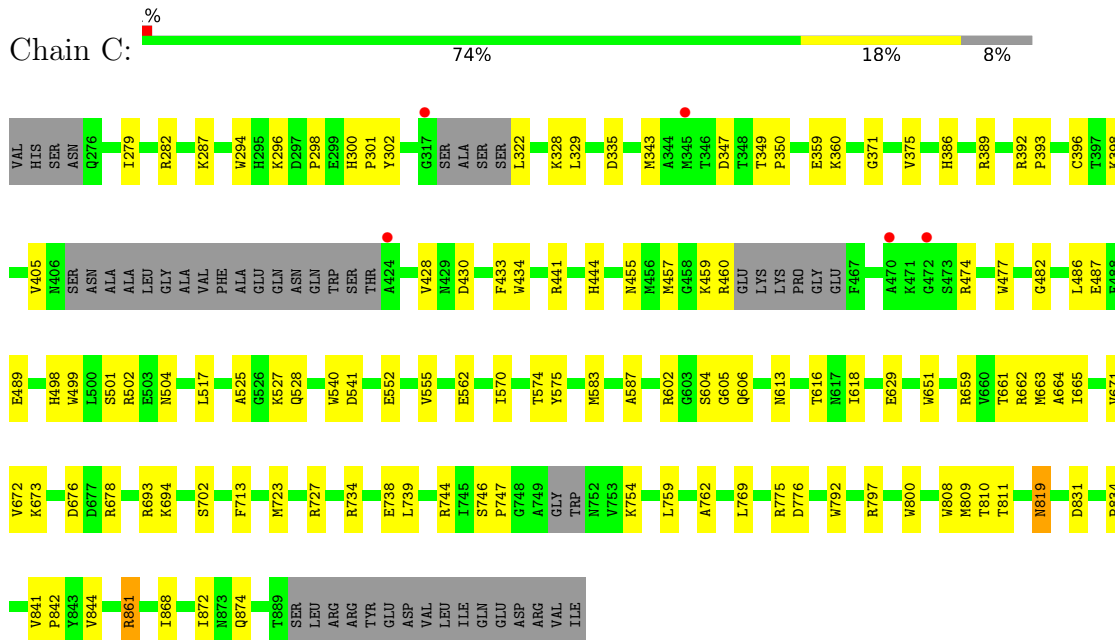 .%
Chain C:
74% 18% 8%
VAL HIS SER ASN Q276 I279 R282 K287 W294 H295 K296 D297 P298 E299 H300 P301 Y302 G317 SER ALA SER SER L322 K328 L329 D335 M343 A344 M345 T346 D347 T348 T349 P350 E359 K360 G371 V375 H386 R389 R392 P393 G396 T397 K398
V405 N406 SER ASN ALA ALA LEU GLY ALA VAL PHE ALA GLU GLN ASN GLN TRP SER THR A424 V428 N429 D430 F433 W434 R441 H444 N455 M456 M457 G458 K459 R460 GLU LYS LYS PRO GLY GLU F467 A470 K471 G472 S473 R474 W477 G482 L486 E487 E488
E489 H498 W499 L500 S501 R502 E503 N504 L517 A525 G526 K527 Q528 W540 D541 E552 V555 E562 I570 T574 Y575 M583 A587 R602 G603 S604 G605 Q606 N613 T616 N617 I618 E629 W651 R659 V660 T661 R662 M663 A664 I665 V671
V672 K673 D676 D677 R678 R693 K694 S702 F713 M723 R727 R734 E738 L739 R744 I745 S746 P747 G748 A749 GLY TRP N752 V753 K754 L759 A762 L769 R775 D776 W792 R797 W800 W808 M809 T810 T811 N819 D831 R834
V841 P842 Y843 V844 R861 I868 I872 N873 Q874 T889 SER LEU ARG ARG TYR GLU ASP VAL LEU ILE GLN GLU ASP ARG VAL ILE